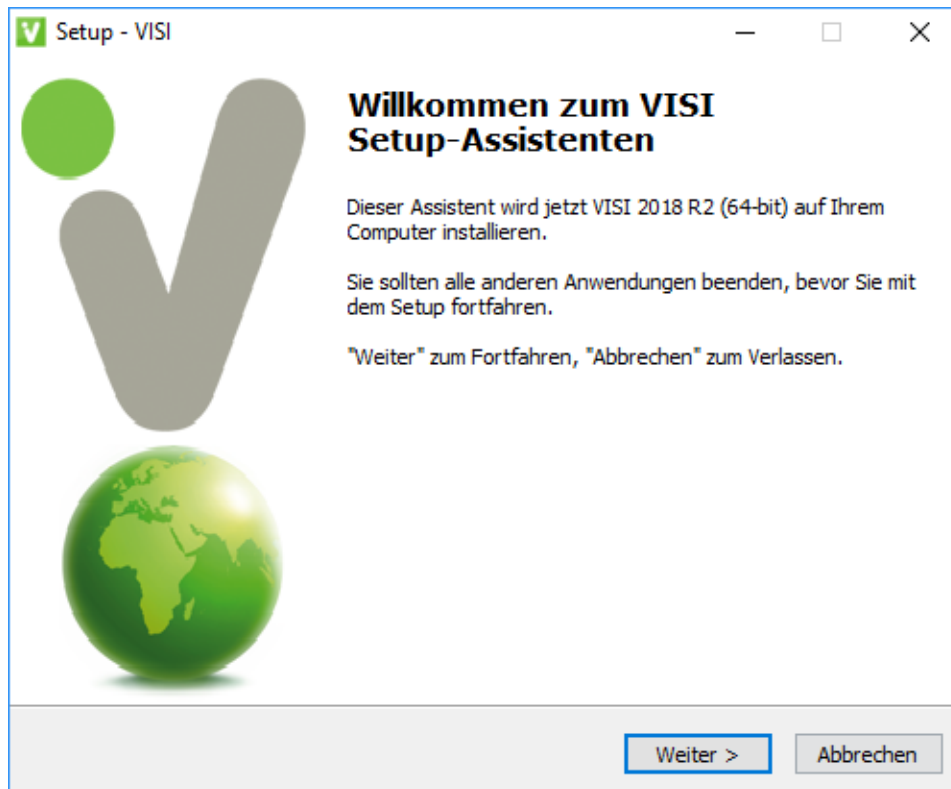 Setup - VISI
Willkommen zum VISI
Setup-Assistenten
Dieser Assistent wird jetzt VISI 2018 R2 (64-bit) auf Ihrem
Computer installieren.
Sie sollten alle anderen Anwendungen beenden, bevor Sie mit
dem Setup fortfahren.
"Weiter" zum Fortfahren, "Abbrechen" zum Verlassen.
Weiter >
Abbrechen